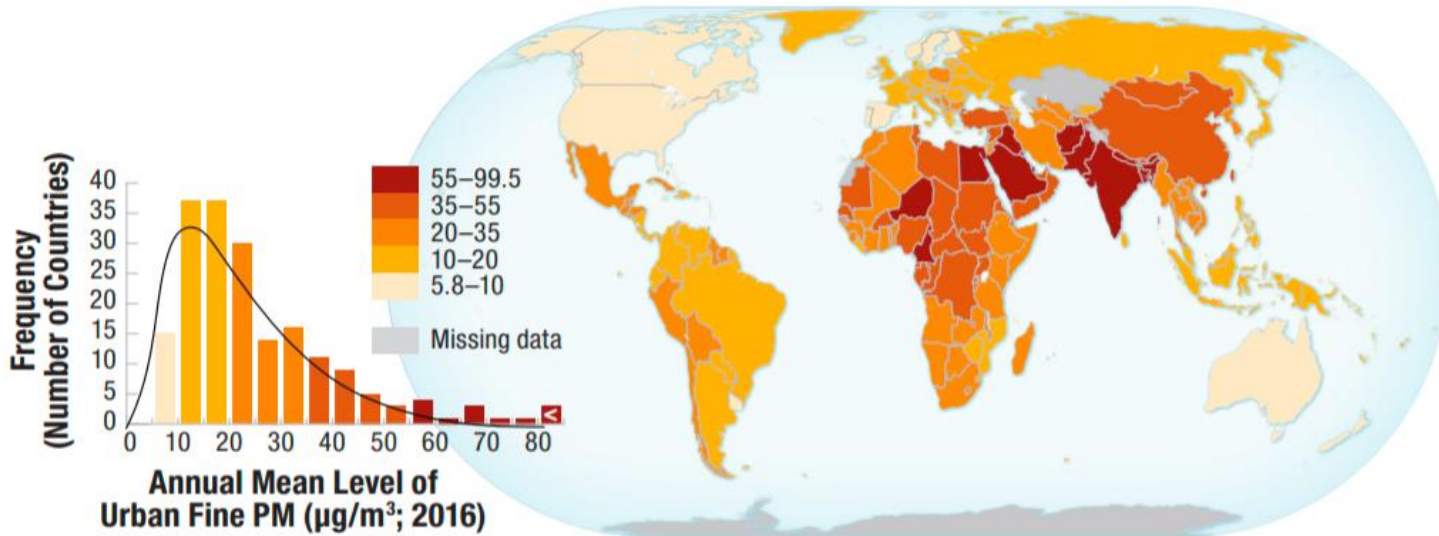 40
35
30
25
20
15
10
5
0
Frequency
(Number of Countries)
0 10 20 30 40 50 60 70 80
<
Annual Mean Level of
Urban Fine PM (µg/m³; 2016)
55–99.5
35–55
20–35
10–20
5.8–10
Missing data